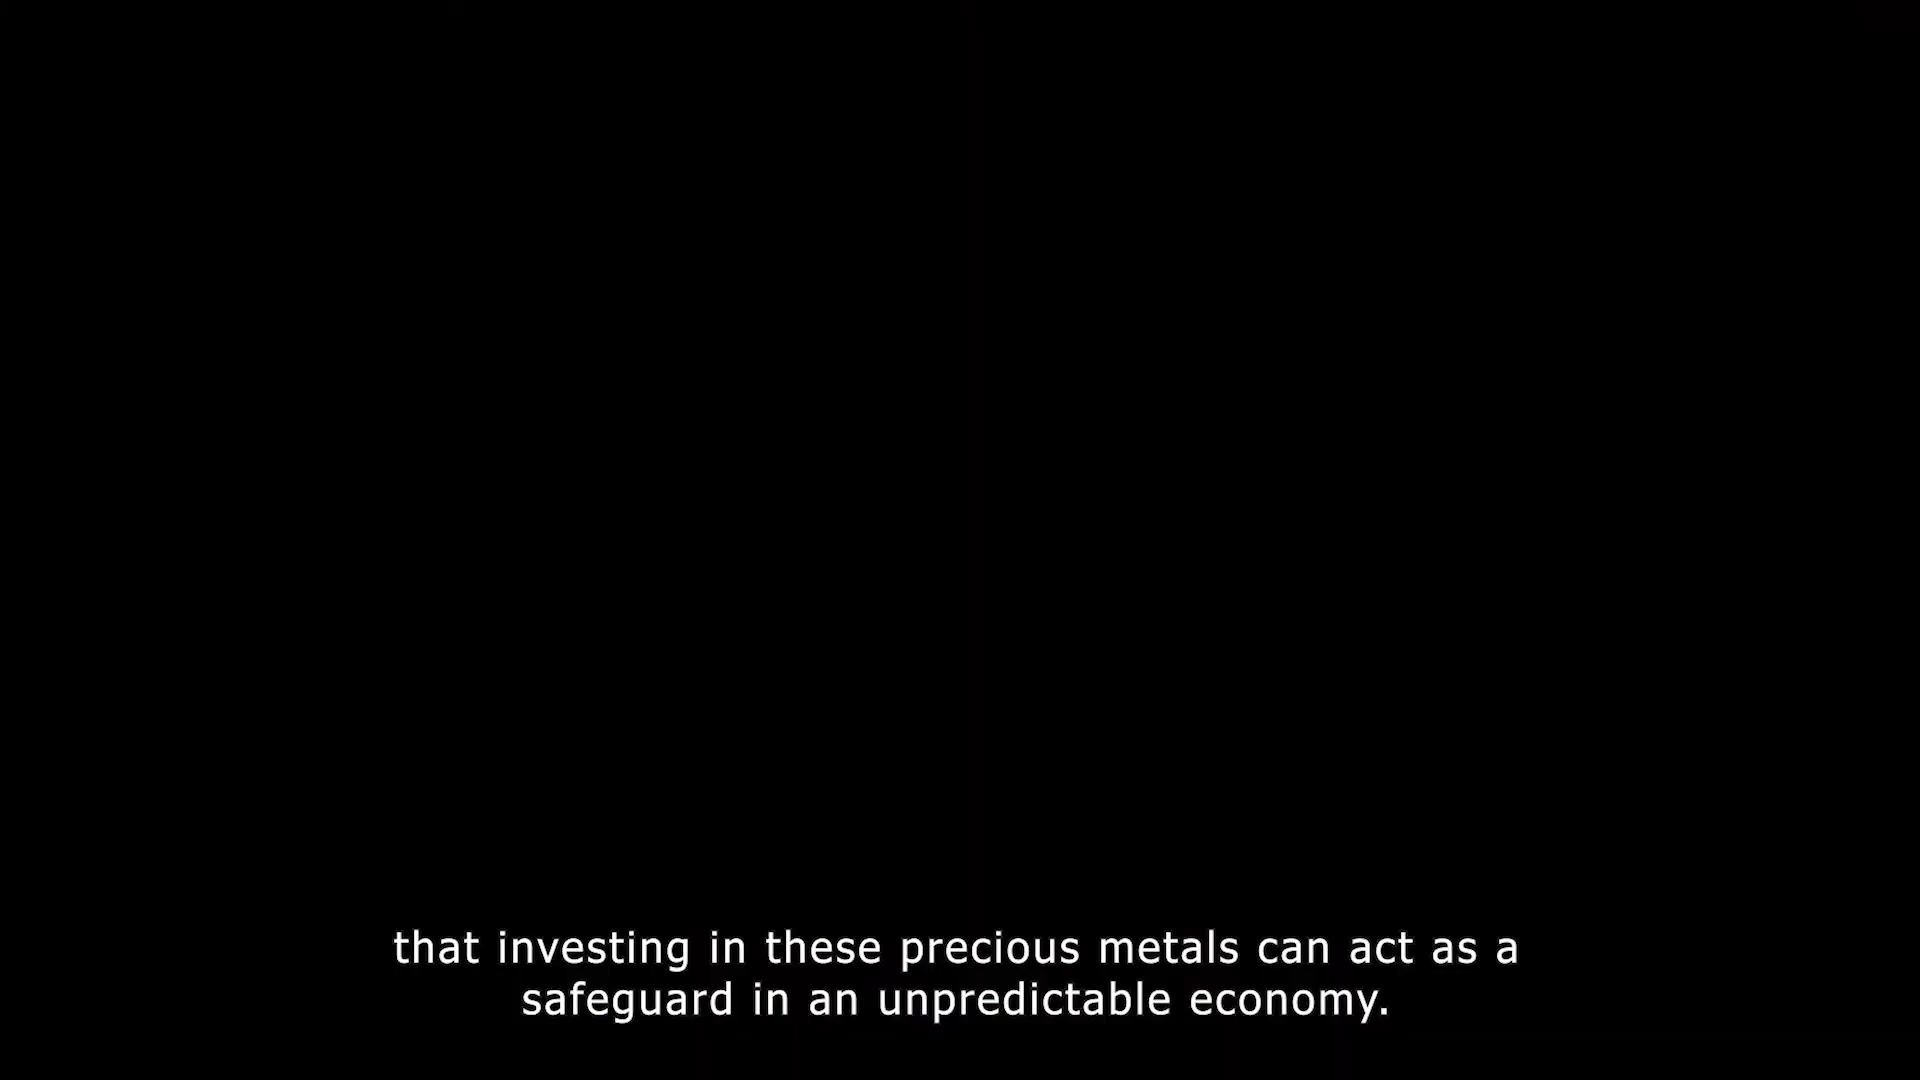 that investing in these precious metals can act as a
safeguard in an unpredictable economy.